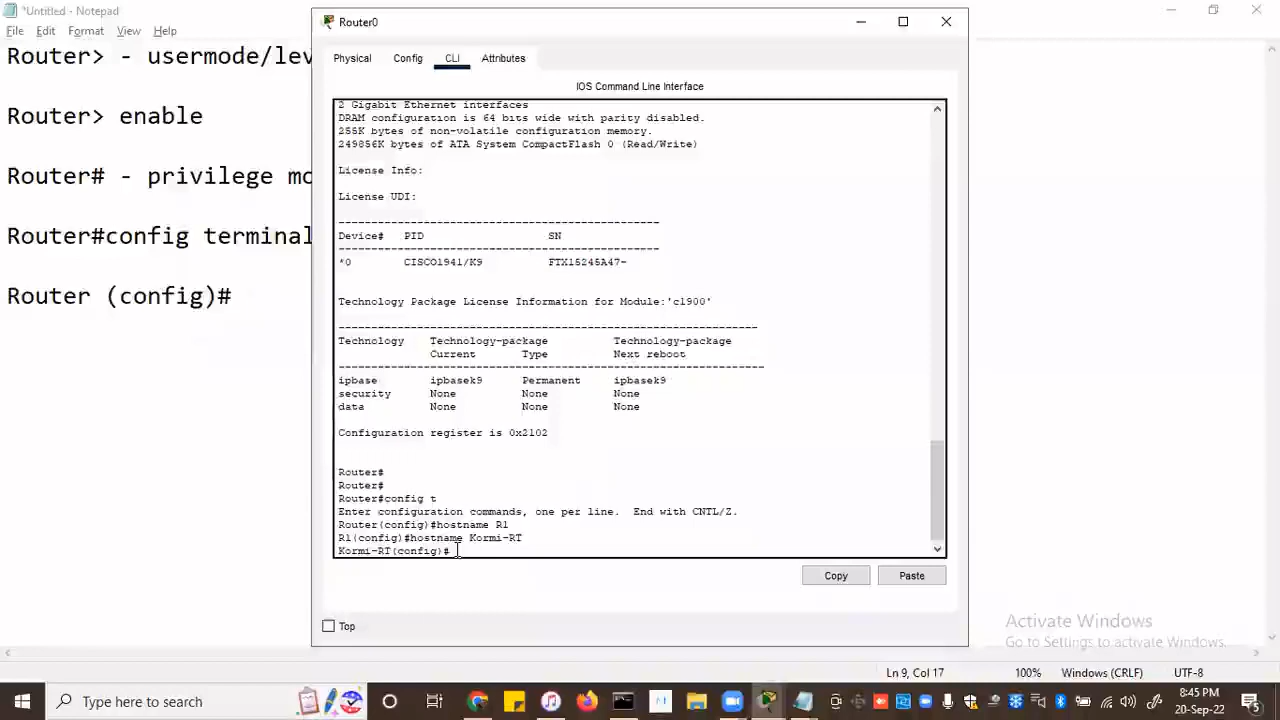 *Untitled - Notepad
File Edit Format View Help
Router> - usermode/lev
Router> enable
Router# - privilege mo
Router#config terminal
Router (config)#
Router0
Physical Config CLI Attributes
IOS Command Line Interface
2 Gigabit Ethernet interfaces
DRAM configuration is 64 bits wide with parity disabled.
255K bytes of non-volatile configuration memory.
249856K bytes of ATA System CompactFlash 0 (Read/Write)
License Info:
License UDI:
-------------------------------------------------
Device# PID SN
-------------------------------------------------
*0 CISCO1941/K9 FTX15245A47-
Technology Package License Information for Module:'c1900'
----------------------------------------------------------------
Technology Technology-package Technology-package
Current Type Next reboot
-----------------------------------------------------------------
ipbase ipbasek9 Permanent ipbasek9
security None None None
data None None None
Configuration register is 0x2102
Router#
Router#
Router#config t
Enter configuration commands, one per line. End with CNTL/Z.
Router(config)#hostname R1
R1(config)#hostname Kormi-RT
Kormi-RT(config)#
Copy Paste
Top
Activate Windows
Go to Settings to activate Windows.
Ln 9, Col 17 100% Windows (CRLF) UTF-8
Type here to search
8:45 PM
20-Sep-22
5